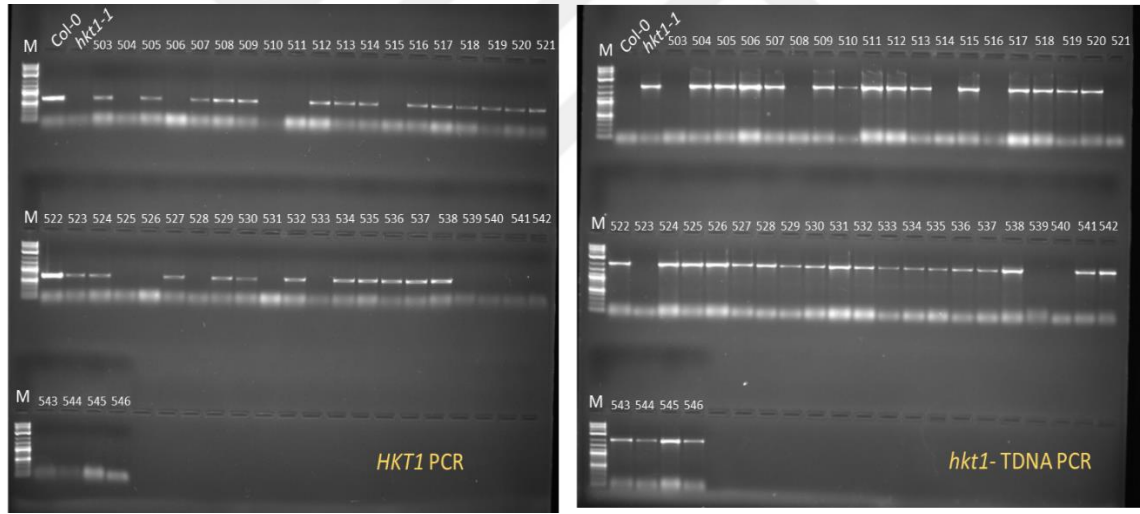 M Col-0 hkt1-1 503 504 505 506 507 508 509 510 511 512 513 514 515 516 517 518 519 520 521
M 522 523 524 525 526 527 528 529 530 531 532 533 534 535 536 537 538 539 540 541 542
M 543 544 545 546
HKT1 PCR
M Col-0 hkt1-1 503 504 505 506 507 508 509 510 511 512 513 514 515 516 517 518 519 520 521
M 522 523 524 525 526 527 528 529 530 531 532 533 534 535 536 537 538 539 540 541 542
M 543 544 545 546
hkt1- TDNA PCR